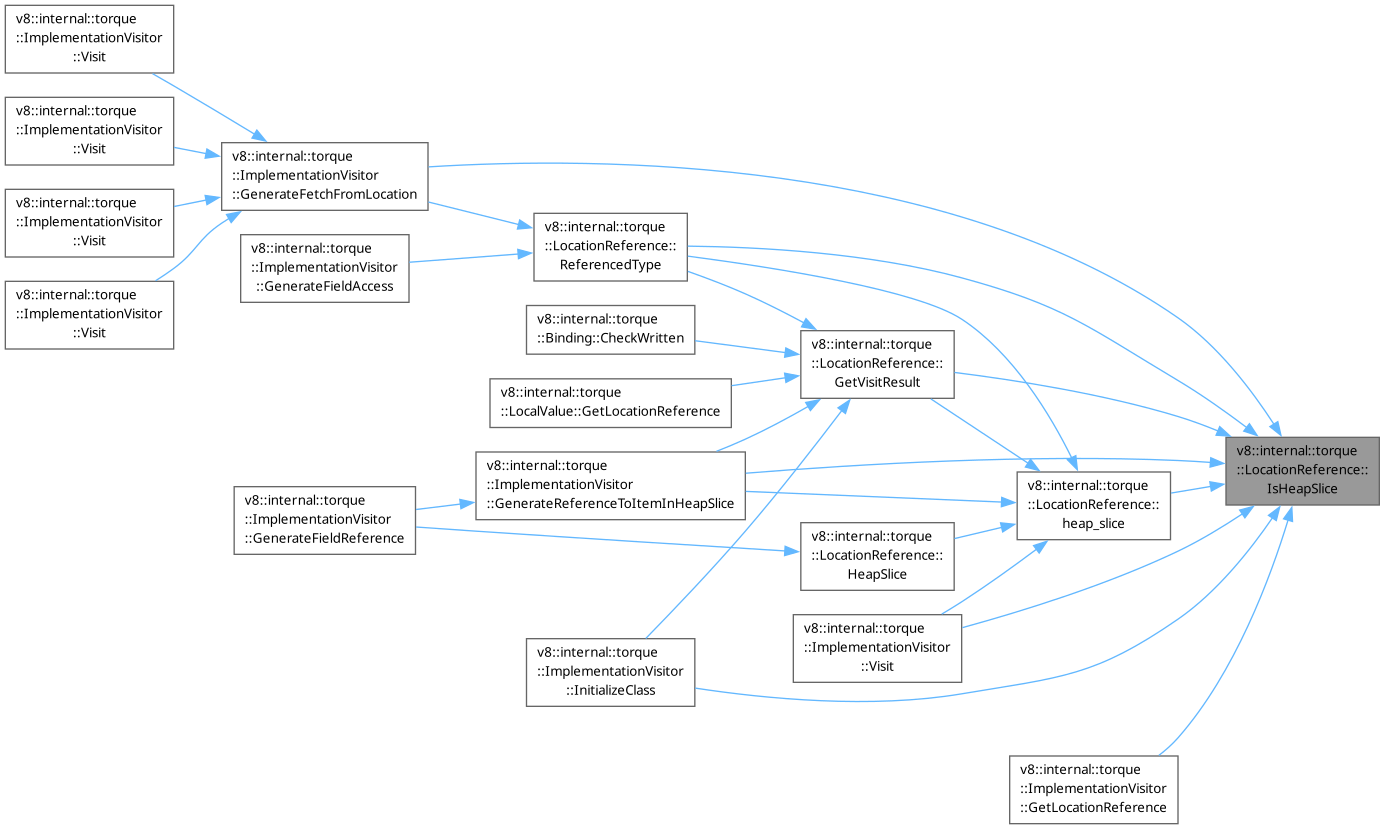 v8::internal::torque
::ImplementationVisitor
::Visit
v8::internal::torque
::ImplementationVisitor
::Visit
v8::internal::torque
::ImplementationVisitor
::Visit
v8::internal::torque
::ImplementationVisitor
::Visit
v8::internal::torque
::ImplementationVisitor
::GenerateFetchFromLocation
v8::internal::torque
::ImplementationVisitor
::GenerateFieldAccess
v8::internal::torque
::ImplementationVisitor
::GenerateFieldReference
v8::internal::torque
::LocationReference::
ReferencedType
v8::internal::torque
::Binding::CheckWritten
v8::internal::torque
::LocalValue::GetLocationReference
v8::internal::torque
::ImplementationVisitor
::GenerateReferenceToItemInHeapSlice
v8::internal::torque
::ImplementationVisitor
::InitializeClass
v8::internal::torque
::LocationReference::
GetVisitResult
v8::internal::torque
::LocationReference::
HeapSlice
v8::internal::torque
::ImplementationVisitor
::Visit
v8::internal::torque
::LocationReference::
heap_slice
v8::internal::torque
::ImplementationVisitor
::GetLocationReference
v8::internal::torque
::LocationReference::
IsHeapSlice